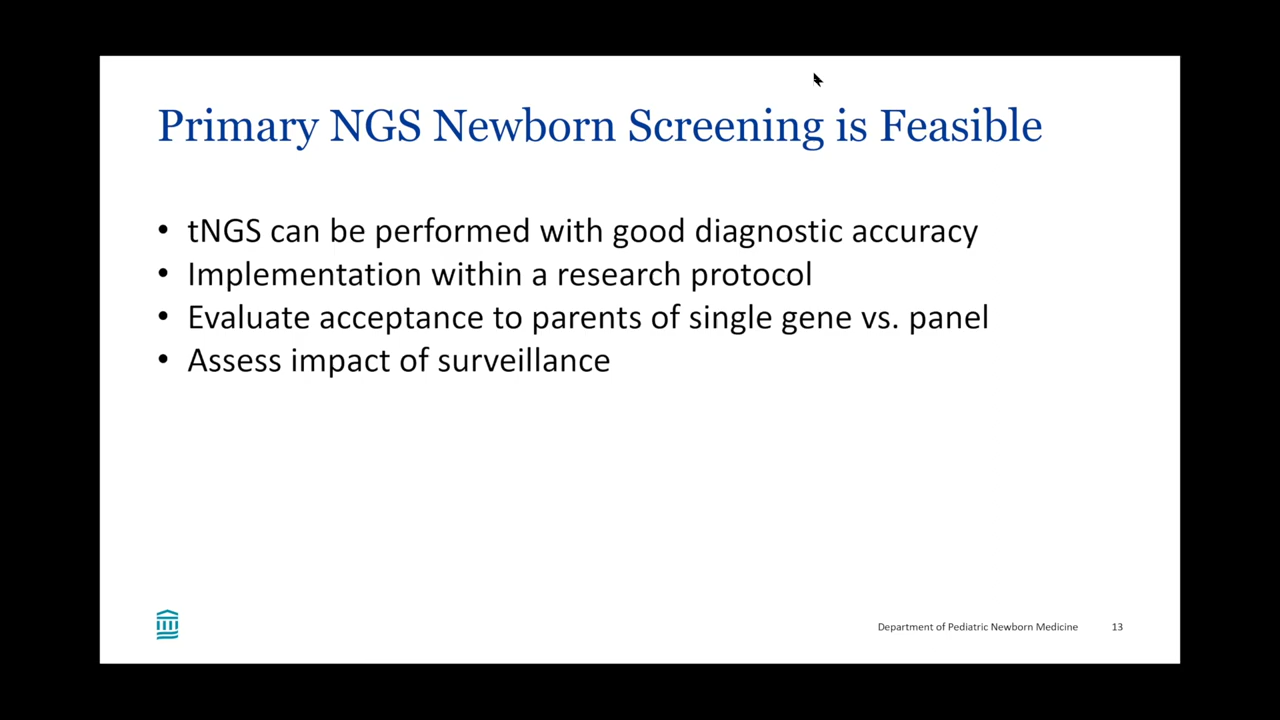 Primary NGS Newborn Screening is Feasible
• tNGS can be performed with good diagnostic accuracy
• Implementation within a research protocol
• Evaluate acceptance to parents of single gene vs. panel
• Assess impact of surveillance
Department of Pediatric Newborn Medicine 13